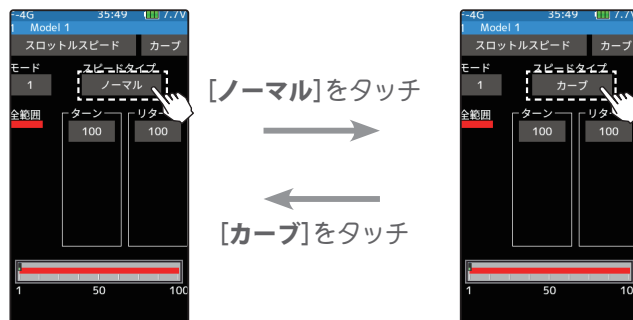 -4G 35:49 7.7V
Model 1
スロットルスピード カーブ
モード スピードタイプ
1 ノーマル
全範囲 ターン リター
100 100
1 50 100
[ノーマル]をタッチ
[カーブ]をタッチ
-4G 35:49 7.7V
Model 1
スロットルスピード カーブ
モード スピードタイプ
1 カーブ
全範囲 ターン リター
100 100
1 50 10